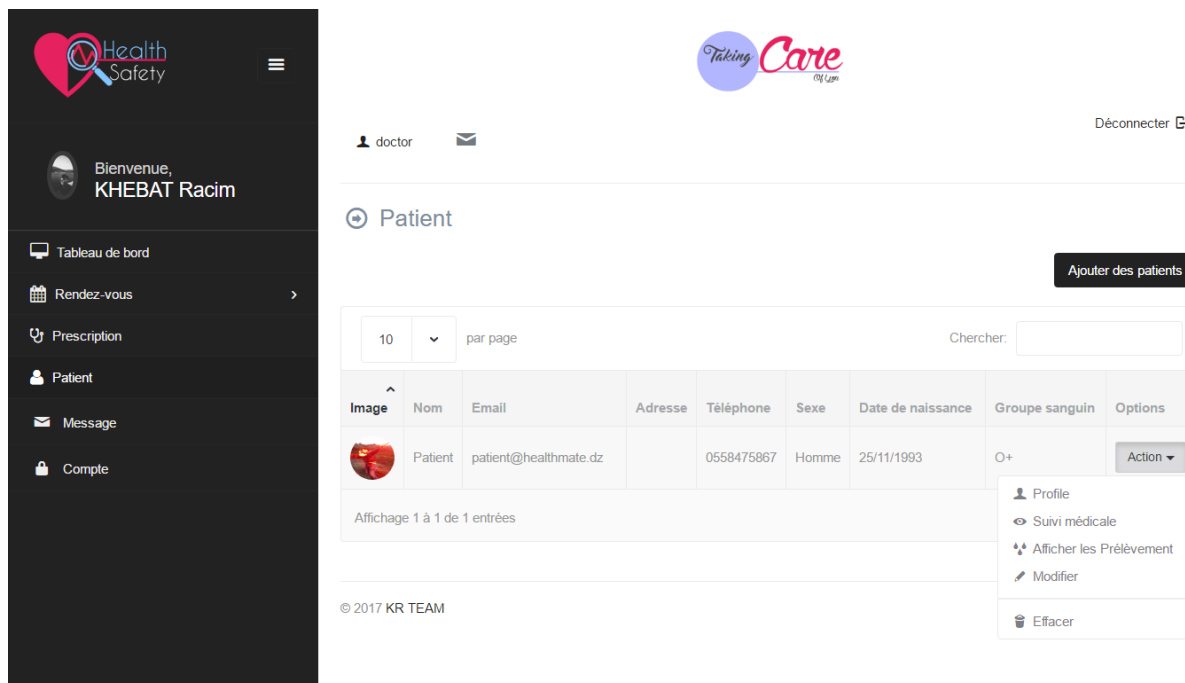 Health
Safety
Taking Care
Of you
Déconnecter
doctor
Bienvenue,
KHEBAT Racim
Patient
Tableau de bord
Rendez-vous
Prescription
Patient
Message
Compte
Ajouter des patients
10 par page Chercher:
Image Nom Email Adresse Téléphone Sexe Date de naissance Groupe sanguin Options
Patient patient@healthmate.dz 0558475867 Homme 25/11/1993 O+ Action
Affichage 1 à 1 de 1 entrées
Profile
Suivi médicale
Afficher les Prélèvement
Modifier
Effacer
© 2017 KR TEAM